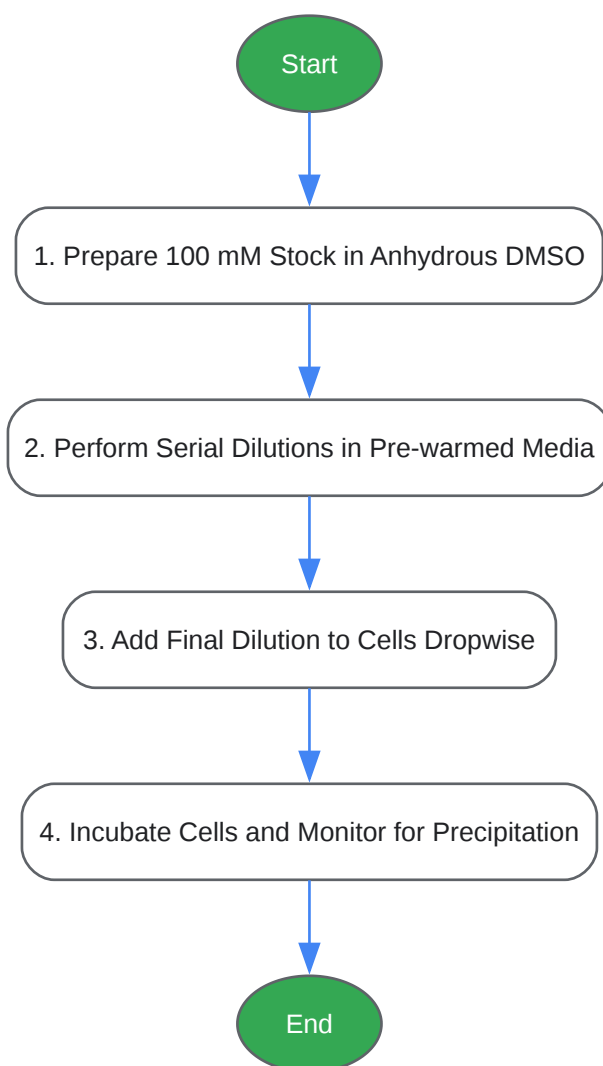 Start
1. Prepare 100 mM Stock in Anhydrous DMSO
2. Perform Serial Dilutions in Pre-warmed Media
3. Add Final Dilution to Cells Dropwise
4. Incubate Cells and Monitor for Precipitation
End